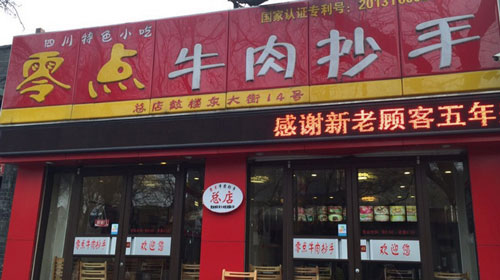 国家认证专利号：2013
四川特色小吃
零点牛肉抄手
总店鼓楼东大街14号
感谢新老顾客五年
总店
零点牛肉抄手
欢迎您
零点牛肉抄手
欢迎您